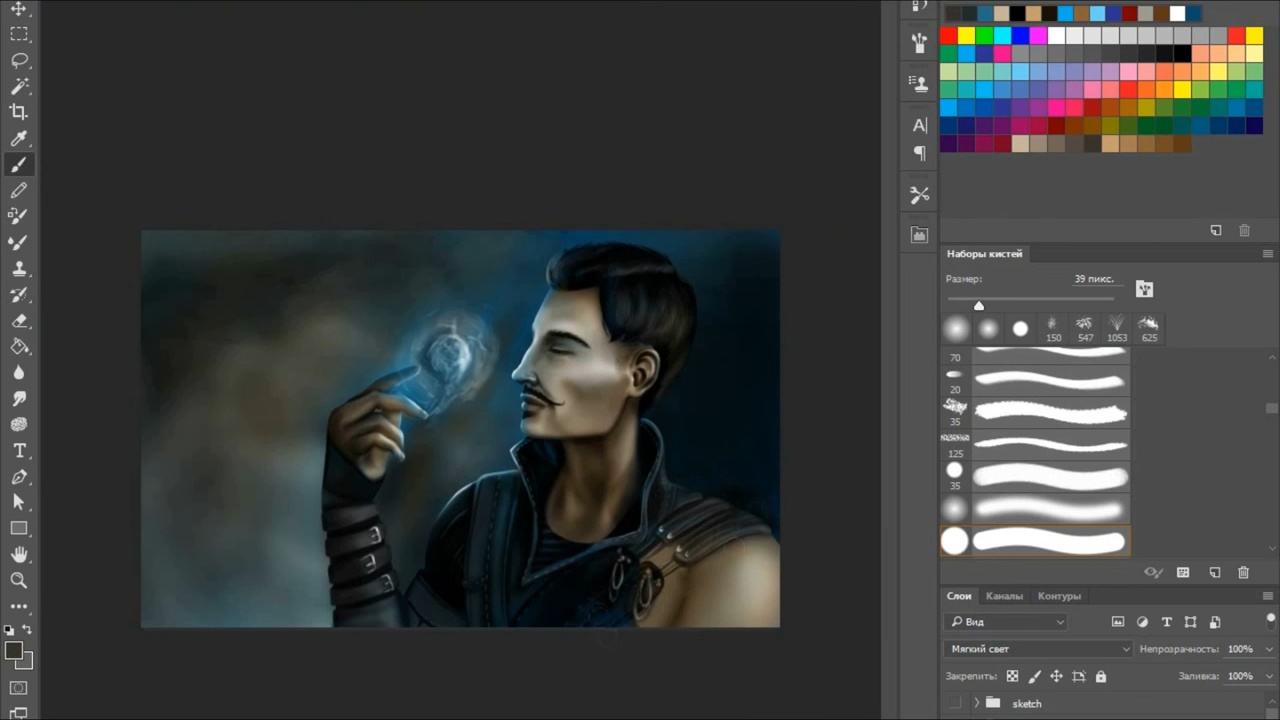 Наборы кистей
Размер:
39 пикс.
150
547
1053
625
70
20
35
125
35
Слои
Каналы
Контуры
Вид
Мягкий свет
Непрозрачность:
100%
Закрепить:
Заливка:
100%
sketch